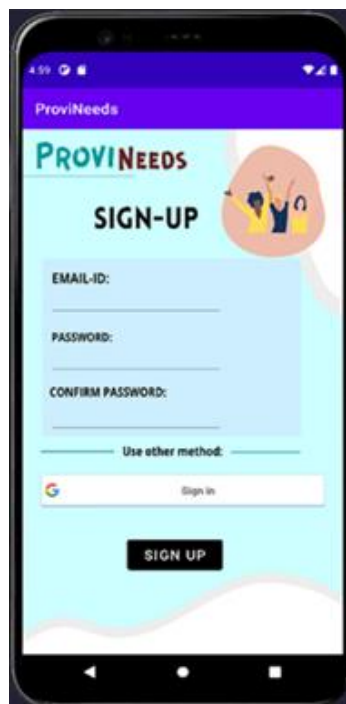 4:59
ProviNeeds
PROVINEEDS
SIGN-UP
EMAIL-ID:
PASSWORD:
CONFIRM PASSWORD:
Use other method:
G
Sign in
SIGN UP